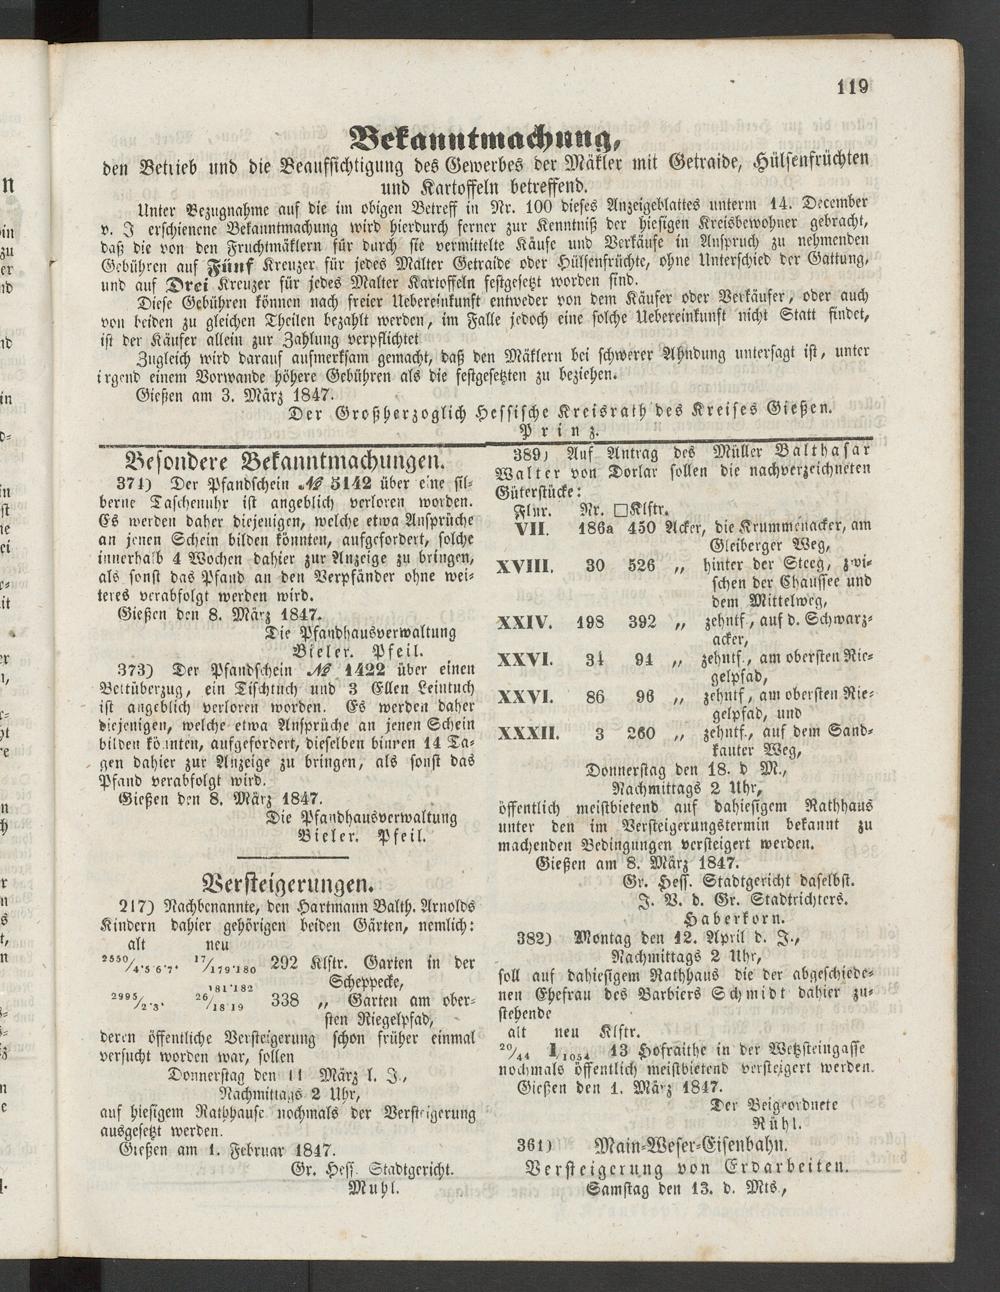 119
Bekanntmachung,
den Betrieb und die Beaufsichtigung des Gewerbes der Mäkler mit Getraide, Hülsenfrüchten
und Kartoffeln betreffend.
Unter Bezugnahme auf die im obigen Betreff in Nr. 100 dieses Anzeigeblattes unterm 14. December
v. J erschienene Bekanntmachung wird hierdurch ferner zur Kenntniß der hiesigen Kreisbewohner gebracht,
daß die von den Fruchtmäklern für durch sie vermittelte Käufe und Verkäufe in Anspruch zu nehmenden
Gebühren auf Fünf Kreuzer für jedes Malter Getraide oder Hülsenfrüchte, ohne Unterschied der Gattung,
und auf Drei Kreuzer für jedes Malter Kartoffeln festgesetzt worden sind.
Diese Gebühren können nach freier Uebereinkunft entweder von dem Käufer oder Verkäufer, oder auch
von beiden zu gleichen Theilen bezahlt werden, im Falle jedoch eine solche Uebereinkunft nicht Statt findet,
ist der Käufer allein zur Zahlung verpflichtet
Zugleich wird darauf aufmerksam gemacht, daß den Mäklern bei schwerer Ahndung untersagt ist, unter
irgend einem Vorwande höhere Gebühren als die festgesetzten zu beziehen.
Gießen am 3. März 1847.
Der Großherzoglich Hessische Kreisrath des Kreises Gießen.
Prinz.
Besondere Bekanntmachungen.
371) Der Pfandschein № 5142 über eine sil-
berne Taschenuhr ist angeblich verloren worden.
Es werden daher diejenigen, welche etwa Ansprüche
an jenen Schein bilden könnten, aufgefordert, solche
innerhalb 4 Wochen dahier zur Anzeige zu bringen,
als sonst das Pfand an den Verpfänder ohne wei-
teres verabfolgt werden wird.
Gießen den 8. März 1847.
Die Pfandhausverwaltung
Bieler. Pfeil.
373) Der Pfandschein № 1422 über einen
Bettüberzug, ein Tischtuch und 3 Ellen Leintuch
ist angeblich verloren worden. Es werden daher
diejenigen, welche etwa Ansprüche an jenen Schein
bilden könnten, aufgefordert, dieselben binnen 14 Ta-
gen dahier zur Anzeige zu bringen, als sonst das
Pfand verabfolgt wird.
Gießen den 8. März 1847.
Die Pfandhausverwaltung
Bieler. Pfeil.
Versteigerungen.
217) Nachbenannte, den Hartmann Balth. Arnolds
Kindern dahier gehörigen beiden Gärten, nemlich:
alt neu
2550/4·5·6·7· 17/179·180 292 Klftr. Garten in der
181·182 Scheppecke,
2995/2·3· 26/18 19 338 „ Garten am ober-
sten Riegelpfad,
deren öffentliche Versteigerung schon früher einmal
versucht worden war, sollen
Donnerstag den 11 März l. J.,
Nachmittags 2 Uhr,
auf hiesigem Rathhause nochmals der Versteigerung
ausgesetzt werden.
Gießen am 1. Februar 1847.
Gr. Hess. Stadtgericht.
Muhl.
389) Auf Antrag des Müller Balthasar
Walter von Dorlar sollen die nachverzeichneten
Güterstücke:
Flur. Nr. □Klftr.
VII. 186a 450 Acker, die Krummenacker, am
Gleiberger Weg,
XVIII. 30 526 „ hinter der Steeg, zwi-
schen der Chaussee und
dem Mittelweg,
XXIV. 198 392 „ zehntf., auf d. Schwarz-
acker,
XXVI. 34 94 „ zehntf., am obersten Rie-
gelpfad,
XXVI. 86 96 „ zehntf, am obersten Rie-
gelpfad, und
XXXII. 3 260 „ zehntf., auf dem Sand-
kauter Weg,
Donnerstag den 18. d M.,
Nachmittags 2 Uhr,
öffentlich meistbietend auf dahiesigem Rathhaus
unter den im Versteigerungstermin bekannt zu
machenden Bedingungen versteigert werden.
Gießen am 8. März 1847.
Gr. Hess. Stadtgericht daselbst.
J. V. d. Gr. Stadtrichters.
Haberkorn.
382) Montag den 12. April d. J.,
Nachmittags 2 Uhr,
soll auf dahiesigem Rathhaus die der abgeschiede-
nen Ehefrau des Barbiers Schmidt dahier zu-
stehende
alt neu Klftr.
20/44 1/1054 13 Hofraithe in der Wetzsteingasse
nochmals öffentlich meistbietend versteigert werden.
Gießen den 1. März 1847.
Der Beigeordnete
Rühl.
361) Main-Weser-Eisenbahn.
Versteigerung von Erdarbeiten.
Samstag den 13. d. Mts.,